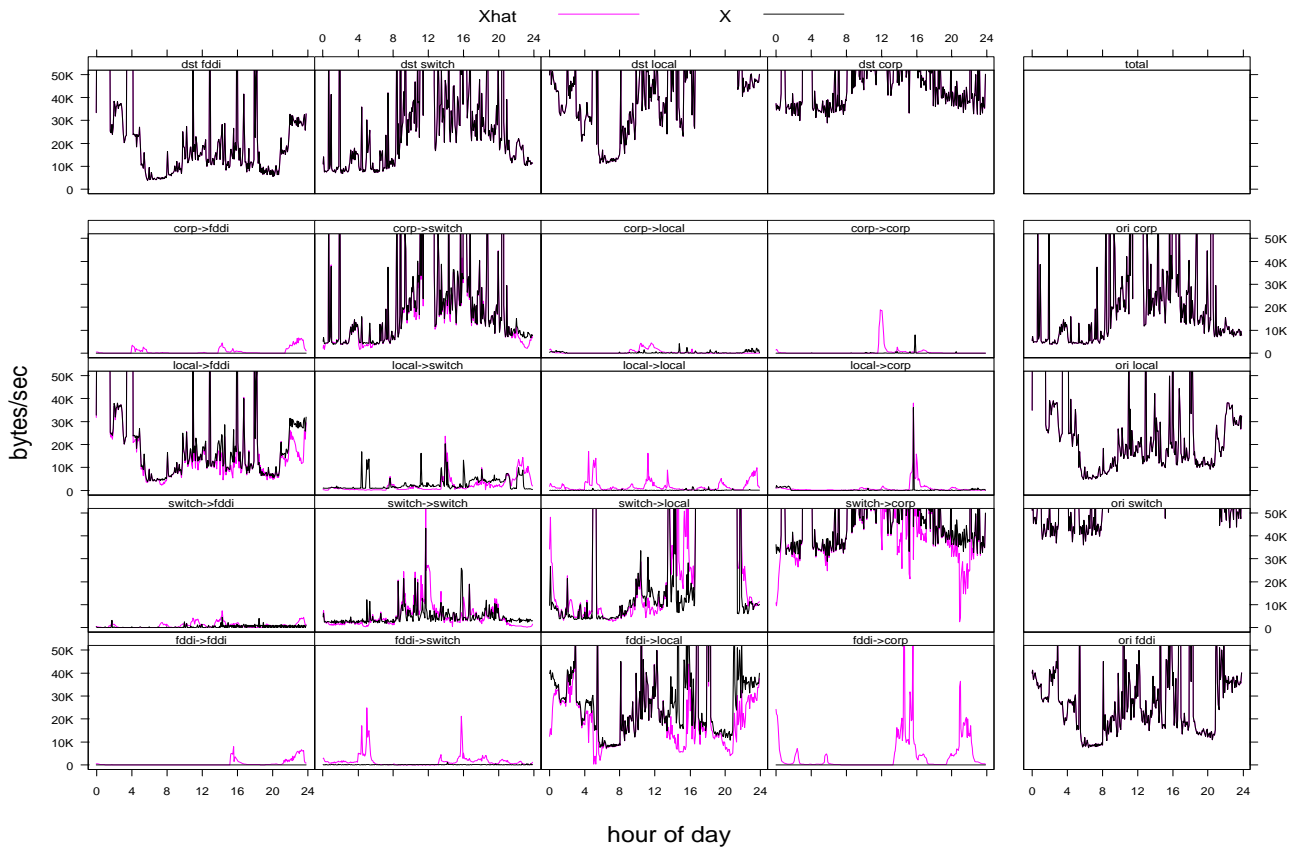 Xhat X
0 4 8 12 16 20 24 0 4 8 12 16 20 24
dst fddi dst switch dst local dst corp total
50K
40K
30K
20K
10K
0
corp->fddi corp->switch corp->local corp->corp ori corp
50K
40K
30K
20K
10K
0
local->fddi local->switch local->local local->corp ori local
50K
40K
30K
20K
10K
0
switch->fddi switch->switch switch->local switch->corp ori switch
50K
40K
30K
20K
10K
0
fddi->fddi fddi->switch fddi->local fddi->corp ori fddi
50K
40K
30K
20K
10K
0
0 4 8 12 16 20 24 0 4 8 12 16 20 24 0 4 8 12 16 20 24
bytes/sec
hour of day